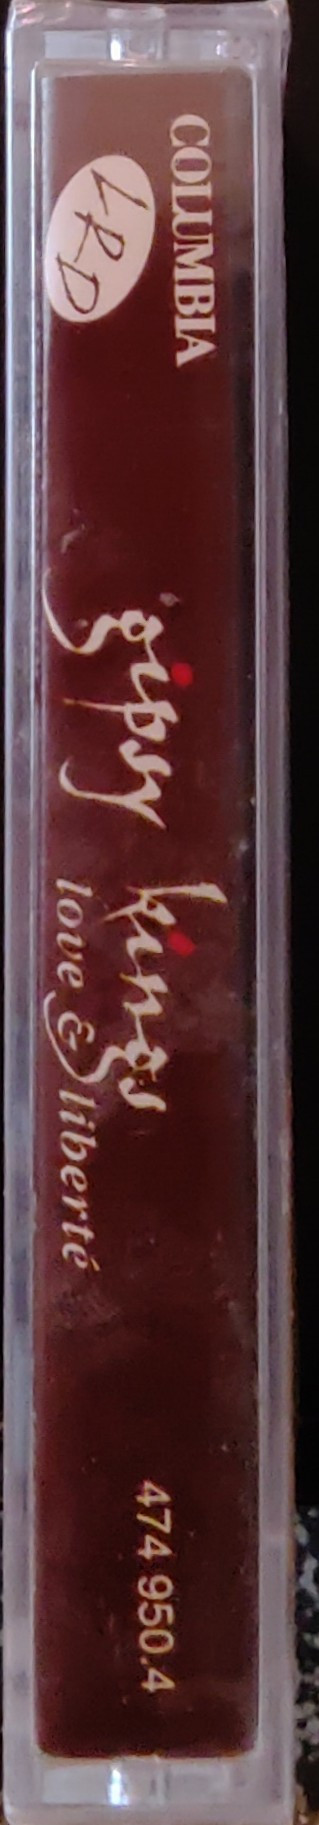 COLUMBIA
LRD
gipsy kings
love & liberté
474 950.4